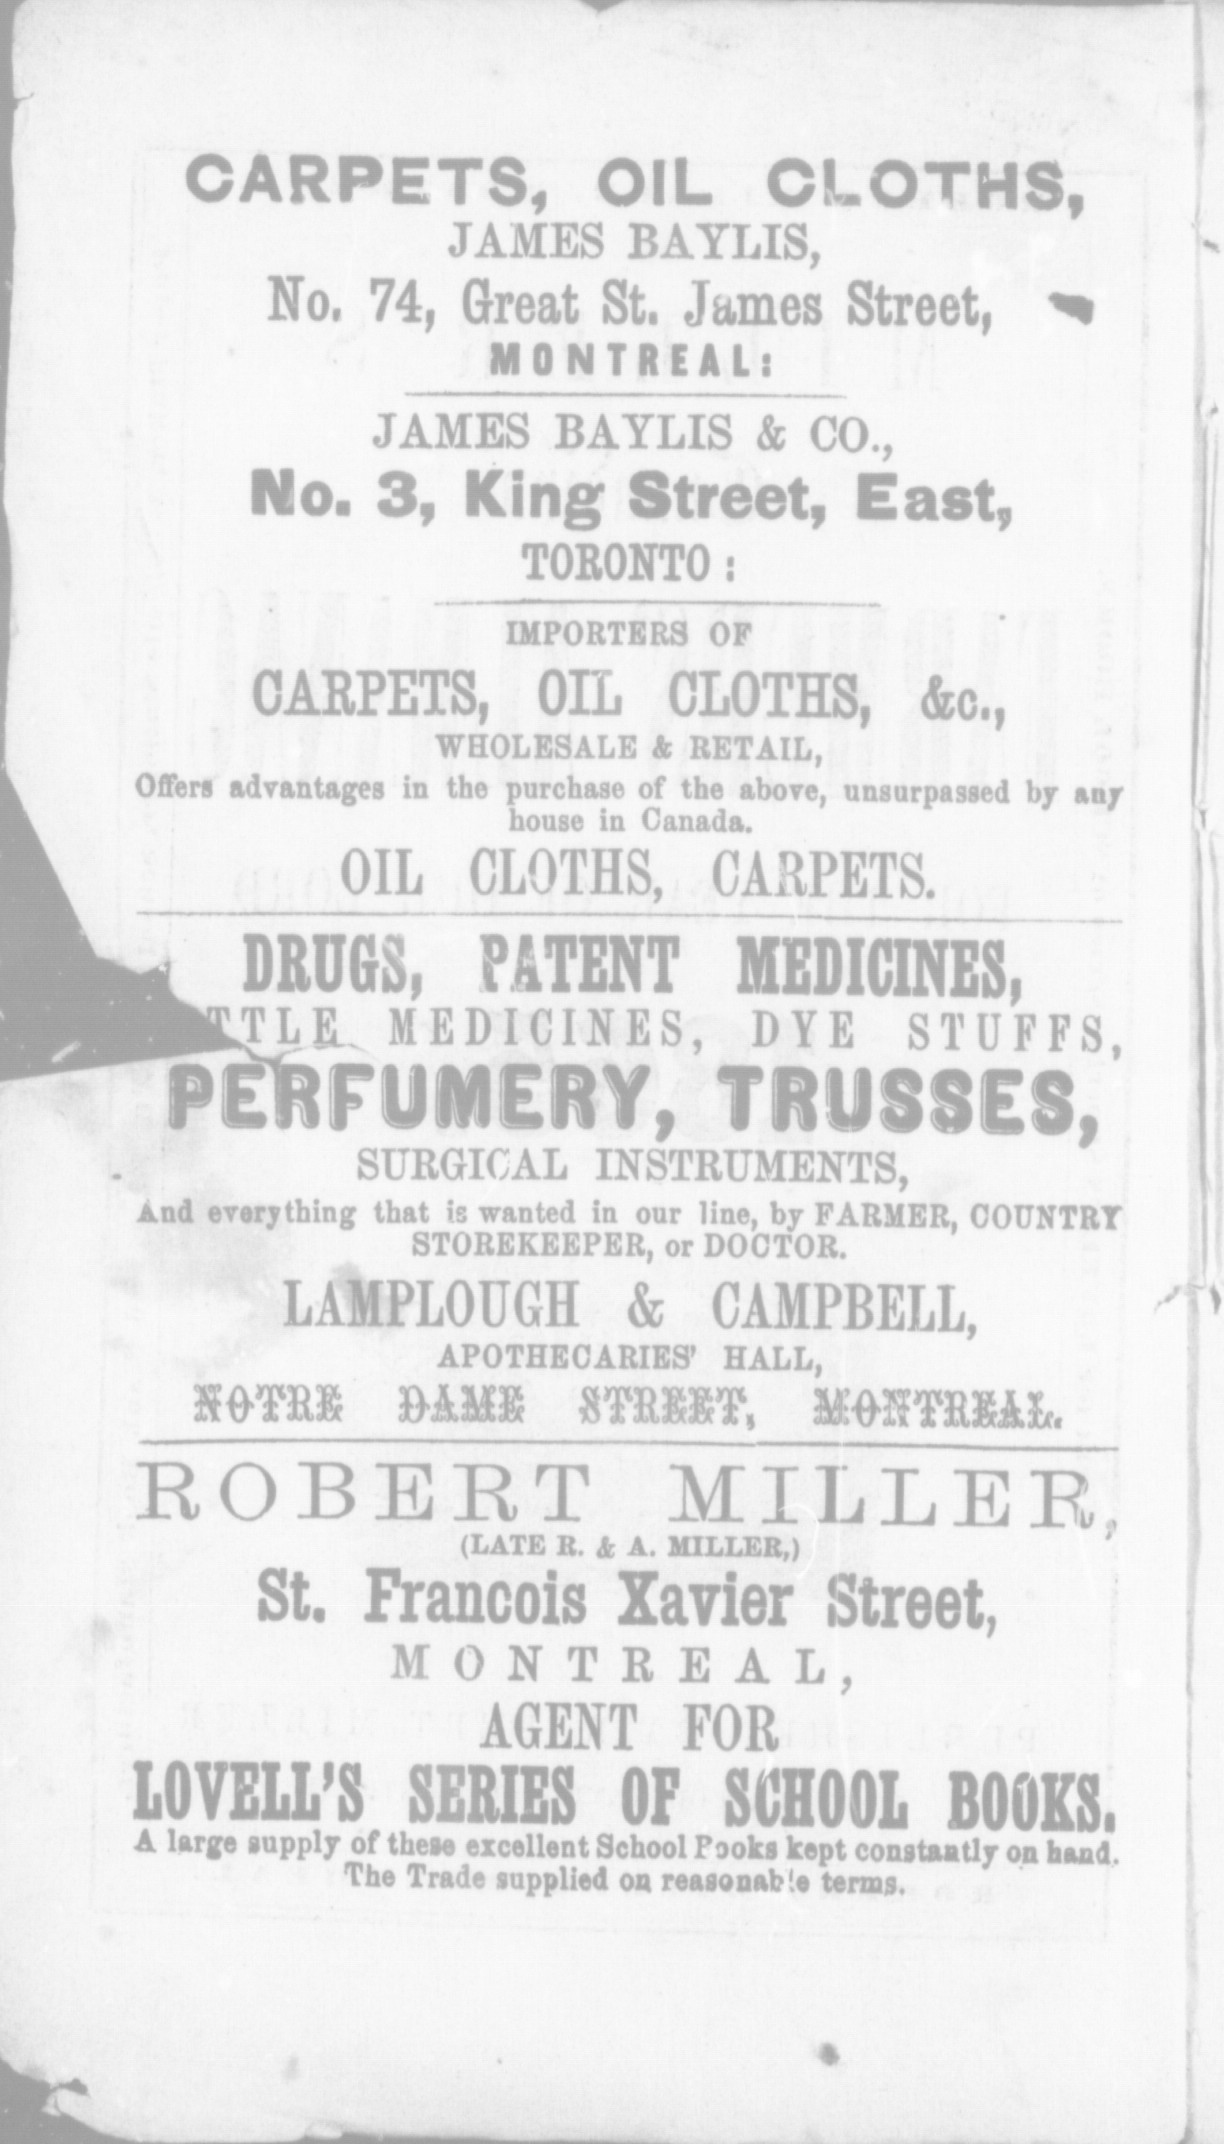 CARPETS, OIL CLOTHS,
JAMES BAYLIS,
No. 74, Great St. James Street,
MONTREAL:
JAMES BAYLIS & CO.,
No. 3, King Street, East,
TORONTO:
IMPORTERS OF
CARPETS, OIL CLOTHS, &c.,
WHOLESALE & RETAIL,
Offers advantages in the purchase of the above, unsurpassed by any
house in Canada.
OIL CLOTHS, CARPETS.
DRUGS, PATENT MEDICINES,
TTLE MEDICINES, DYE STUFFS,
PERFUMERY, TRUSSES,
SURGICAL INSTRUMENTS,
And everything that is wanted in our line, by FARMER, COUNTRY
STOREKEEPER, or DOCTOR.
LAMPLOUGH & CAMPBELL,
APOTHECARIES' HALL,
NOTRE DAME STREET, MONTREAL.
ROBERT MILLER,
(LATE R. & A. MILLER,)
St. Francois Xavier Street,
MONTREAL,
AGENT FOR
LOVELL'S SERIES OF SCHOOL BOOKS.
A large supply of these excellent School Books kept constantly on hand.
The Trade supplied on reasonable terms.